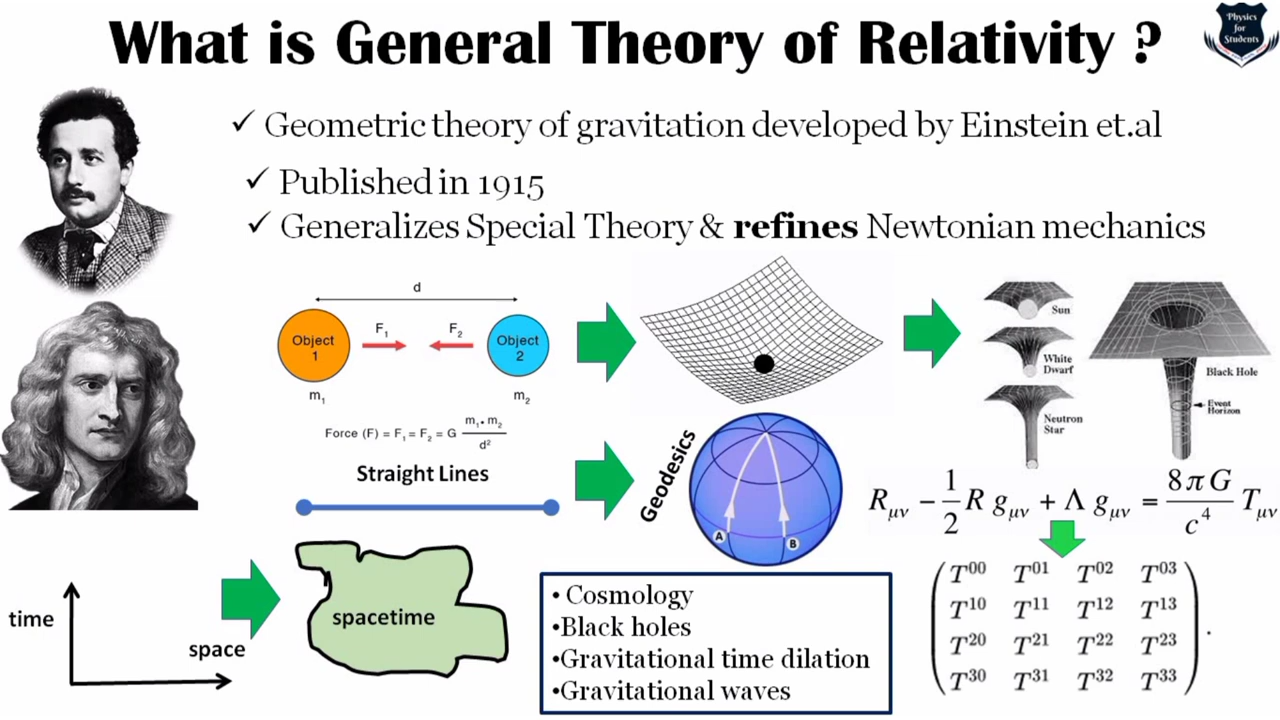 What is General Theory of Relativity ?
Physics
for
Students
✓ Geometric theory of gravitation developed by Einstein et.al
✓ Published in 1915
✓ Generalizes Special Theory & refines Newtonian mechanics
d
Object
1
F₁
F₂
Object
2
m₁
m₂
Force (F) = F₁ = F₂ = G m₁ • m₂ / d²
Sun
White
Dwarf
Neutron
Star
Black Hole
Event
Horizon
Straight Lines
Geodesics
A
B
R_μν − 1/2 R g_μν + Λ g_μν = 8πG/c⁴ T_μν
time
space
spacetime
• Cosmology
•Black holes
•Gravitational time dilation
•Gravitational waves
T⁰⁰ T⁰¹ T⁰² T⁰³
T¹⁰ T¹¹ T¹² T¹³
T²⁰ T²¹ T²² T²³
T³⁰ T³¹ T³² T³³
.